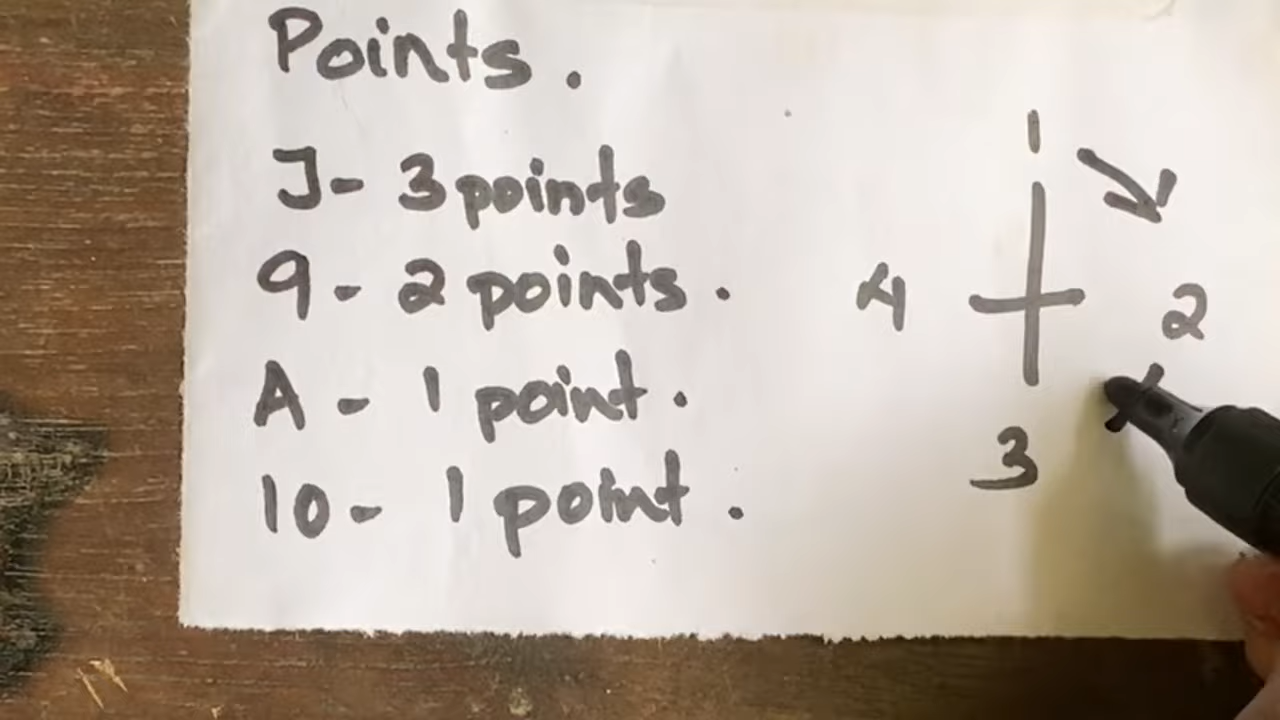 Points.
J- 3 points
9- 2 points.
A - 1 point.
10- 1 point.
1
4
2
3